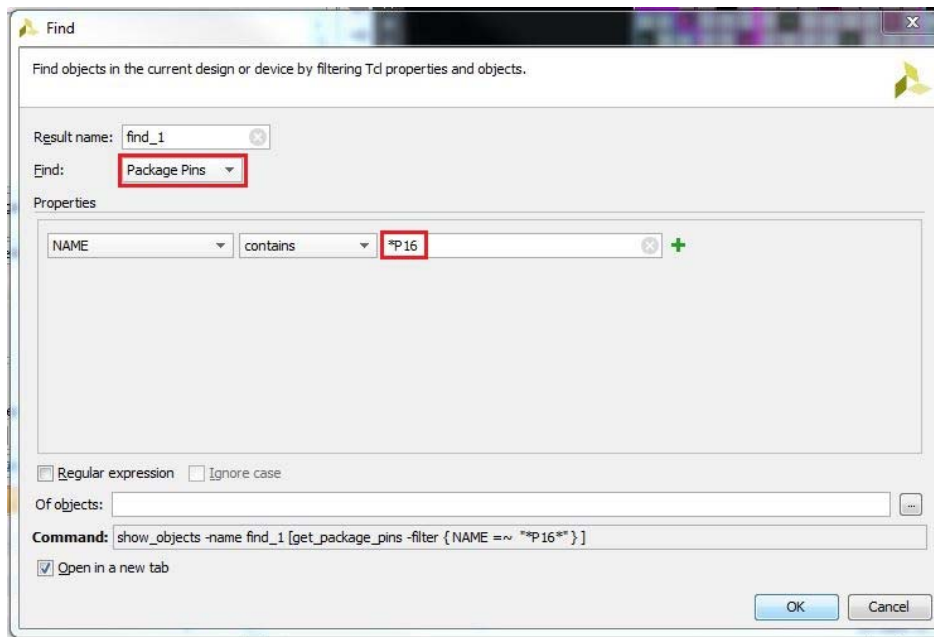 Find
Find objects in the current design or device by filtering Tcl properties and objects.
Result name: find_1
Find: Package Pins
Properties
NAME contains *P16
Regular expression Ignore case
Of objects: ...
Command: show_objects -name find_1 [get_package_pins -filter { NAME =~ "*P16*" } ]
Open in a new tab
OK Cancel